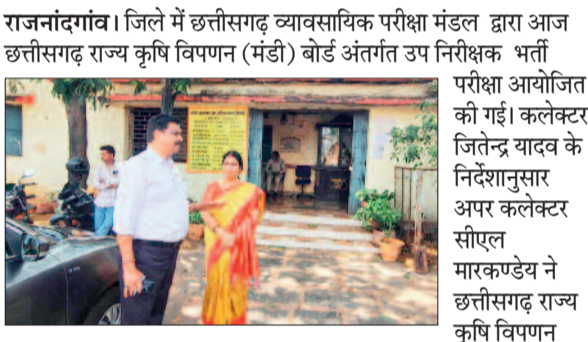 राजनांदगांव। जिले में छत्तीसगढ़ व्यावसायिक परीक्षा मंडल द्वारा आज
छत्तीसगढ़ राज्य कृषि विपणन (मंडी) बोर्ड अंतर्गत उप निरीक्षक भर्ती
परीक्षा आयोजित
की गई। कलेक्टर
जितेन्द्र यादव के
निर्देशानुसार
अपर कलेक्टर
सीएल
मारकण्डेय ने
छत्तीसगढ़ राज्य
कृषि विपणन